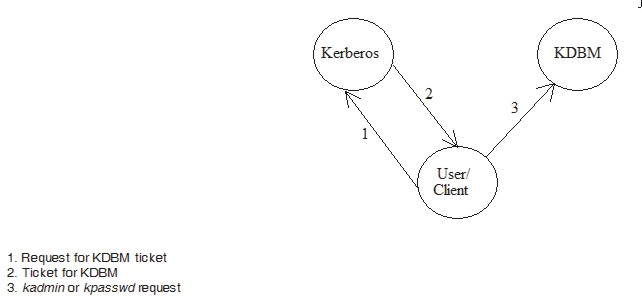 Kerberos
KDBM
2
3
1
User/
Client
1. Request for KDBM ticket
2. Ticket for KDBM
3. kadmin or kpasswd request